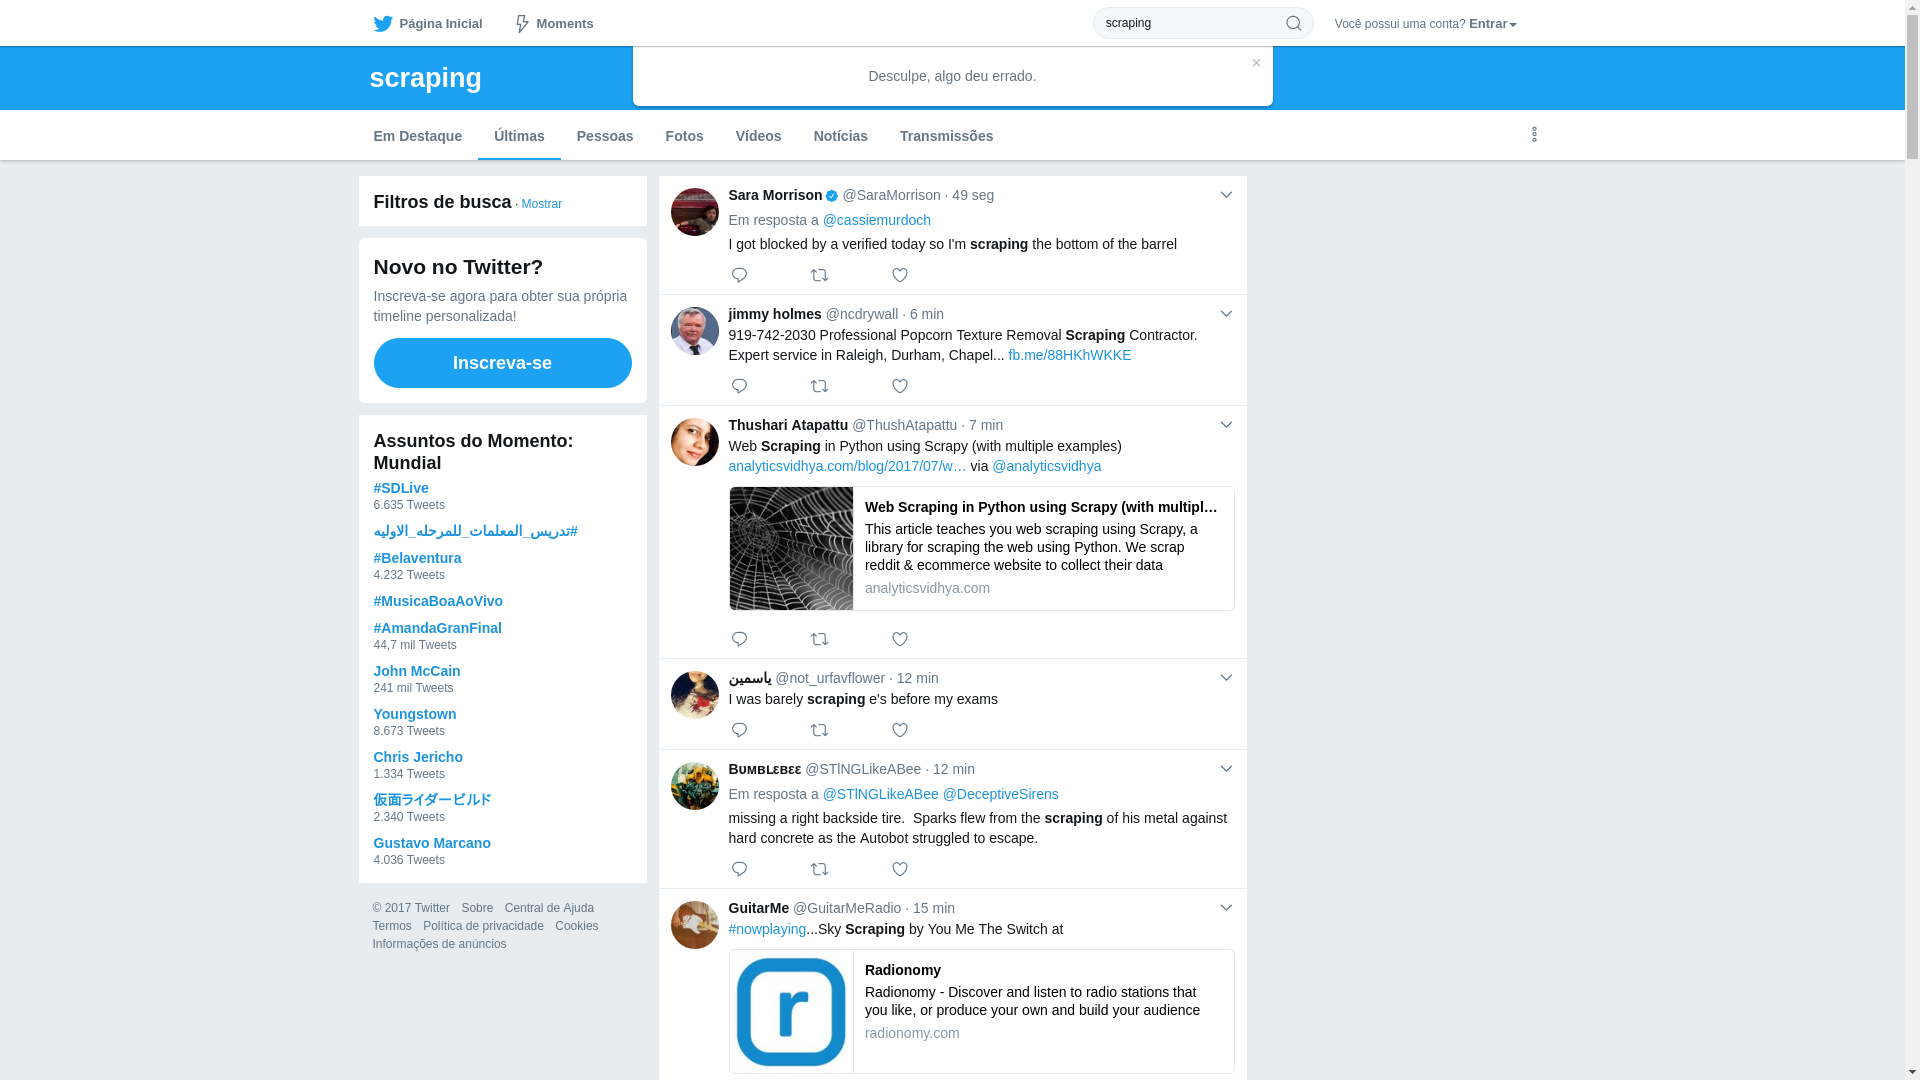 Página Inicial
Moments
scraping
Você possui uma conta? Entrar
scraping
Desculpe, algo deu errado.
×
Em Destaque
Últimas
Pessoas
Fotos
Vídeos
Notícias
Transmissões
Filtros de busca · Mostrar
Novo no Twitter?
Inscreva-se agora para obter sua própria
timeline personalizada!
Inscreva-se
Assuntos do Momento:
Mundial
#SDLive
6.635 Tweets
#تدريس_المعلمات_للمرحله_الاوليه
#Belaventura
4.232 Tweets
#MusicaBoaAoVivo
#AmandaGranFinal
44,7 mil Tweets
John McCain
241 mil Tweets
Youngstown
8.673 Tweets
Chris Jericho
1.334 Tweets
仮面ライダービルド
2.340 Tweets
Gustavo Marcano
4.036 Tweets
© 2017 Twitter Sobre Central de Ajuda
Termos Política de privacidade Cookies
Informações de anúncios
Sara Morrison @SaraMorrison · 49 seg
Em resposta a @cassiemurdoch
I got blocked by a verified today so I'm scraping the bottom of the barrel
jimmy holmes @ncdrywall · 6 min
919-742-2030 Professional Popcorn Texture Removal Scraping Contractor.
Expert service in Raleigh, Durham, Chapel... fb.me/88HKhWKKE
Thushari Atapattu @ThushAtapattu · 7 min
Web Scraping in Python using Scrapy (with multiple examples)
analyticsvidhya.com/blog/2017/07/w… via @analyticsvidhya
Web Scraping in Python using Scrapy (with multipl…
This article teaches you web scraping using Scrapy, a
library for scraping the web using Python. We scrap
reddit & ecommerce website to collect their data
analyticsvidhya.com
ياسمين @not_urfavflower · 12 min
I was barely scraping e's before my exams
Bᴜᴍʙʟᴇʙᴇᴇ @STlNGLikeABee · 12 min
Em resposta a @STlNGLikeABee @DeceptiveSirens
missing a right backside tire. Sparks flew from the scraping of his metal against
hard concrete as the Autobot struggled to escape.
GuitarMe @GuitarMeRadio · 15 min
#nowplaying...Sky Scraping by You Me The Switch at
r
Radionomy
Radionomy - Discover and listen to radio stations that
you like, or produce your own and build your audience
radionomy.com